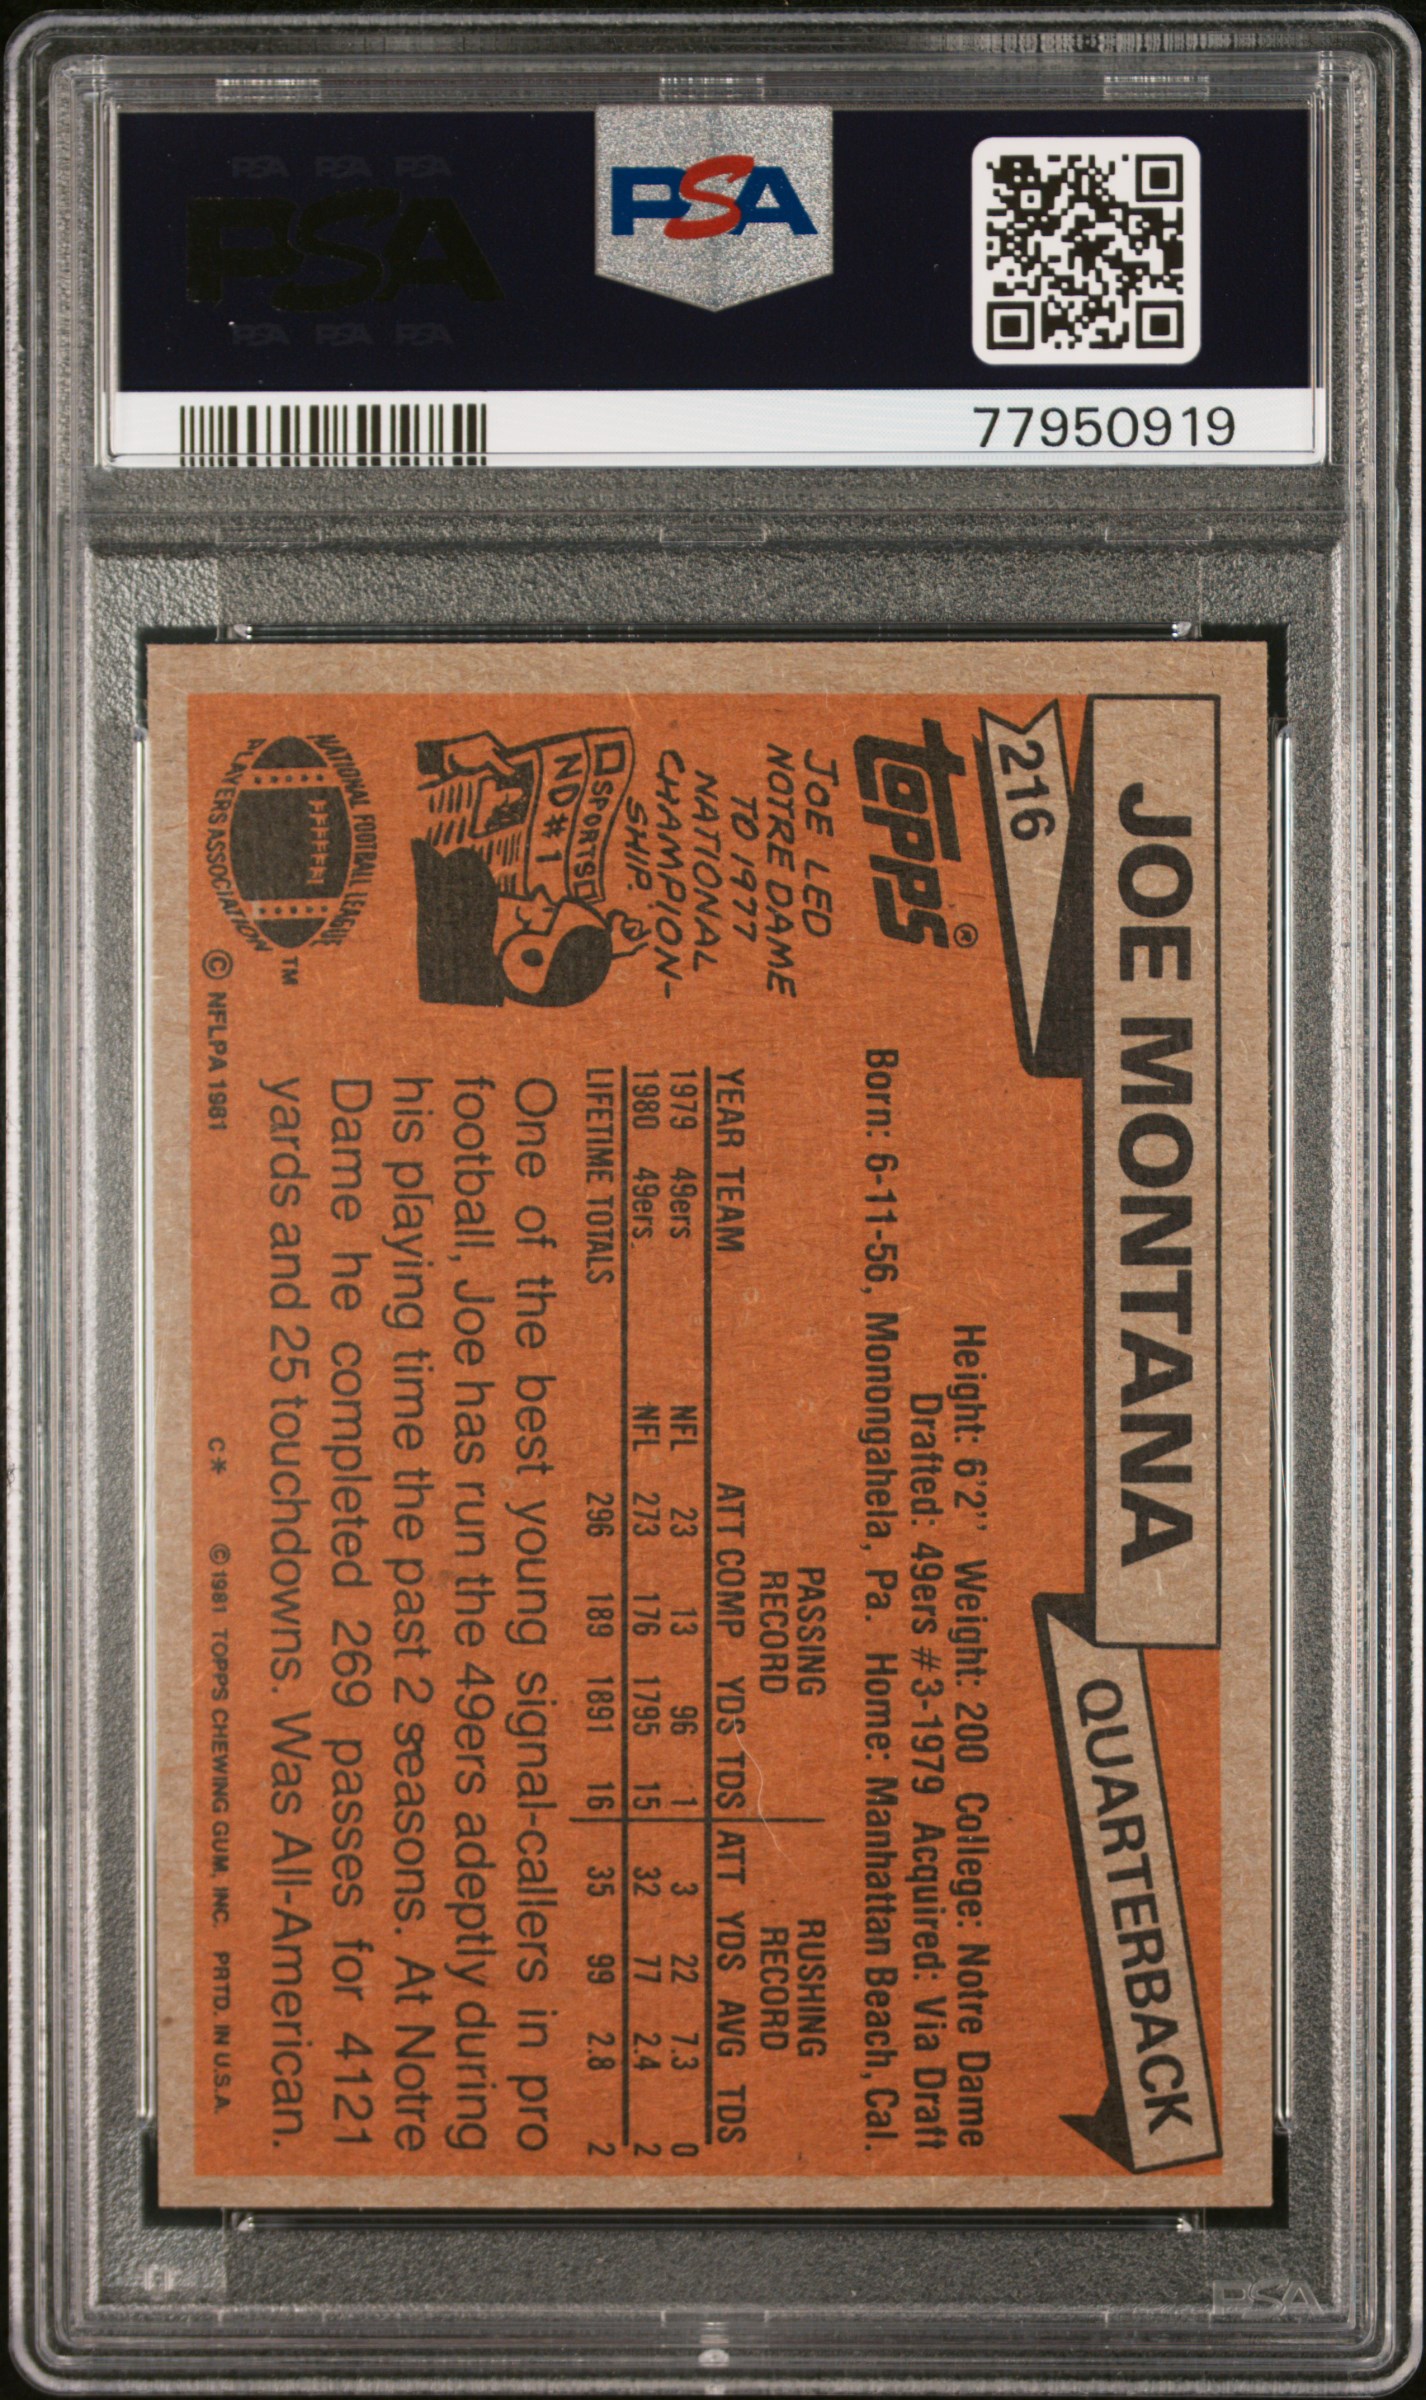 PSA PSA PSA
PSA
PSA PSA PSA
PSA
77950919
JOE MONTANA
QUARTERBACK
216
topps®
Height: 6'2'' Weight: 200 College: Notre Dame
Drafted: 49ers #3-1979 Acquired: Via Draft
Born: 6-11-56, Monongahela, Pa. Home: Manhattan Beach, Cal.
JOE LED
NOTRE DAME
TO 1977
NATIONAL
CHAMPION-
SHIP.
SPORTS
ND #1
PASSING RECORD
RUSHING RECORD
YEAR TEAM ATT COMP YDS TDS ATT YDS AVG TDS
1979 49ers NFL 23 13 96 1 3 22 7.3 0
1980 49ers NFL 273 176 1795 15 32 77 2.4 2
LIFETIME TOTALS 296 189 1891 16 35 99 2.8 2
One of the best young signal-callers in pro
football, Joe has run the 49ers adeptly during
his playing time the past 2 seasons. At Notre
Dame he completed 269 passes for 4121
yards and 25 touchdowns. Was All-American.
NATIONAL FOOTBALL LEAGUE
PLAYERS ASSOCIATION
TM
© NFLPA 1981
C* © 1981 TOPPS CHEWING GUM, INC. PRTD. IN U.S.A.
PSA